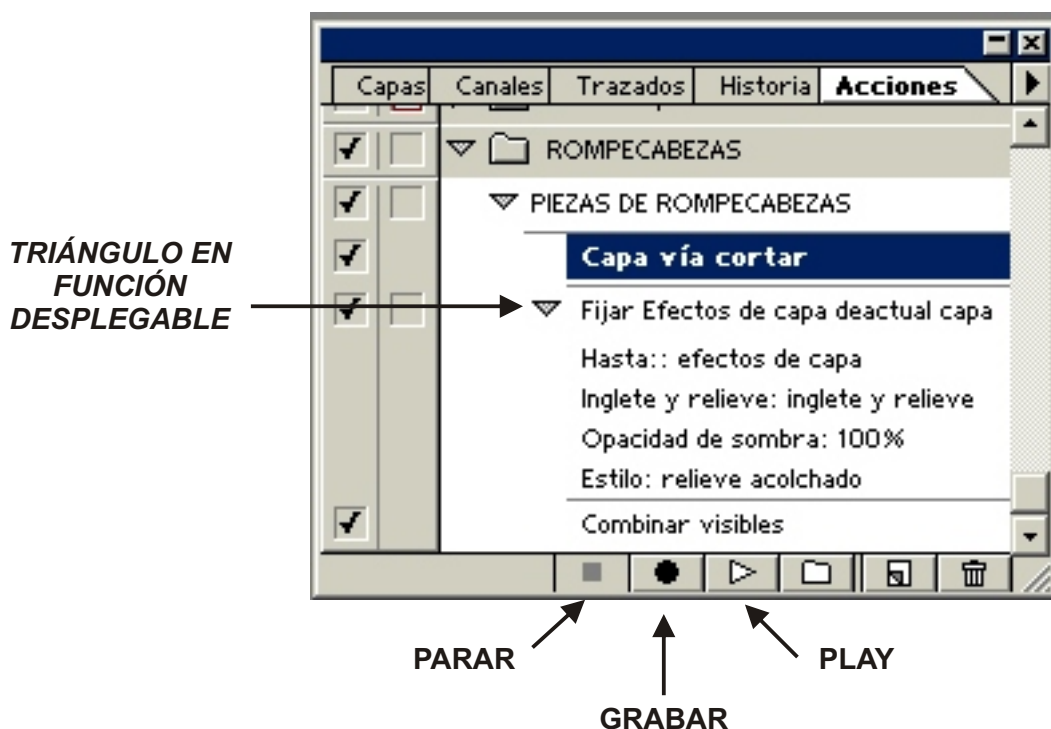 Capas Canales Trazados Historia Acciones
ROMPECABEZAS
PIEZAS DE ROMPECABEZAS
Capa vía cortar
TRIÁNGULO EN
FUNCIÓN
DESPLEGABLE
Fijar Efectos de capa deactual capa
Hasta:: efectos de capa
Inglete y relieve: inglete y relieve
Opacidad de sombra: 100%
Estilo: relieve acolchado
Combinar visibles
PARAR
PLAY
GRABAR